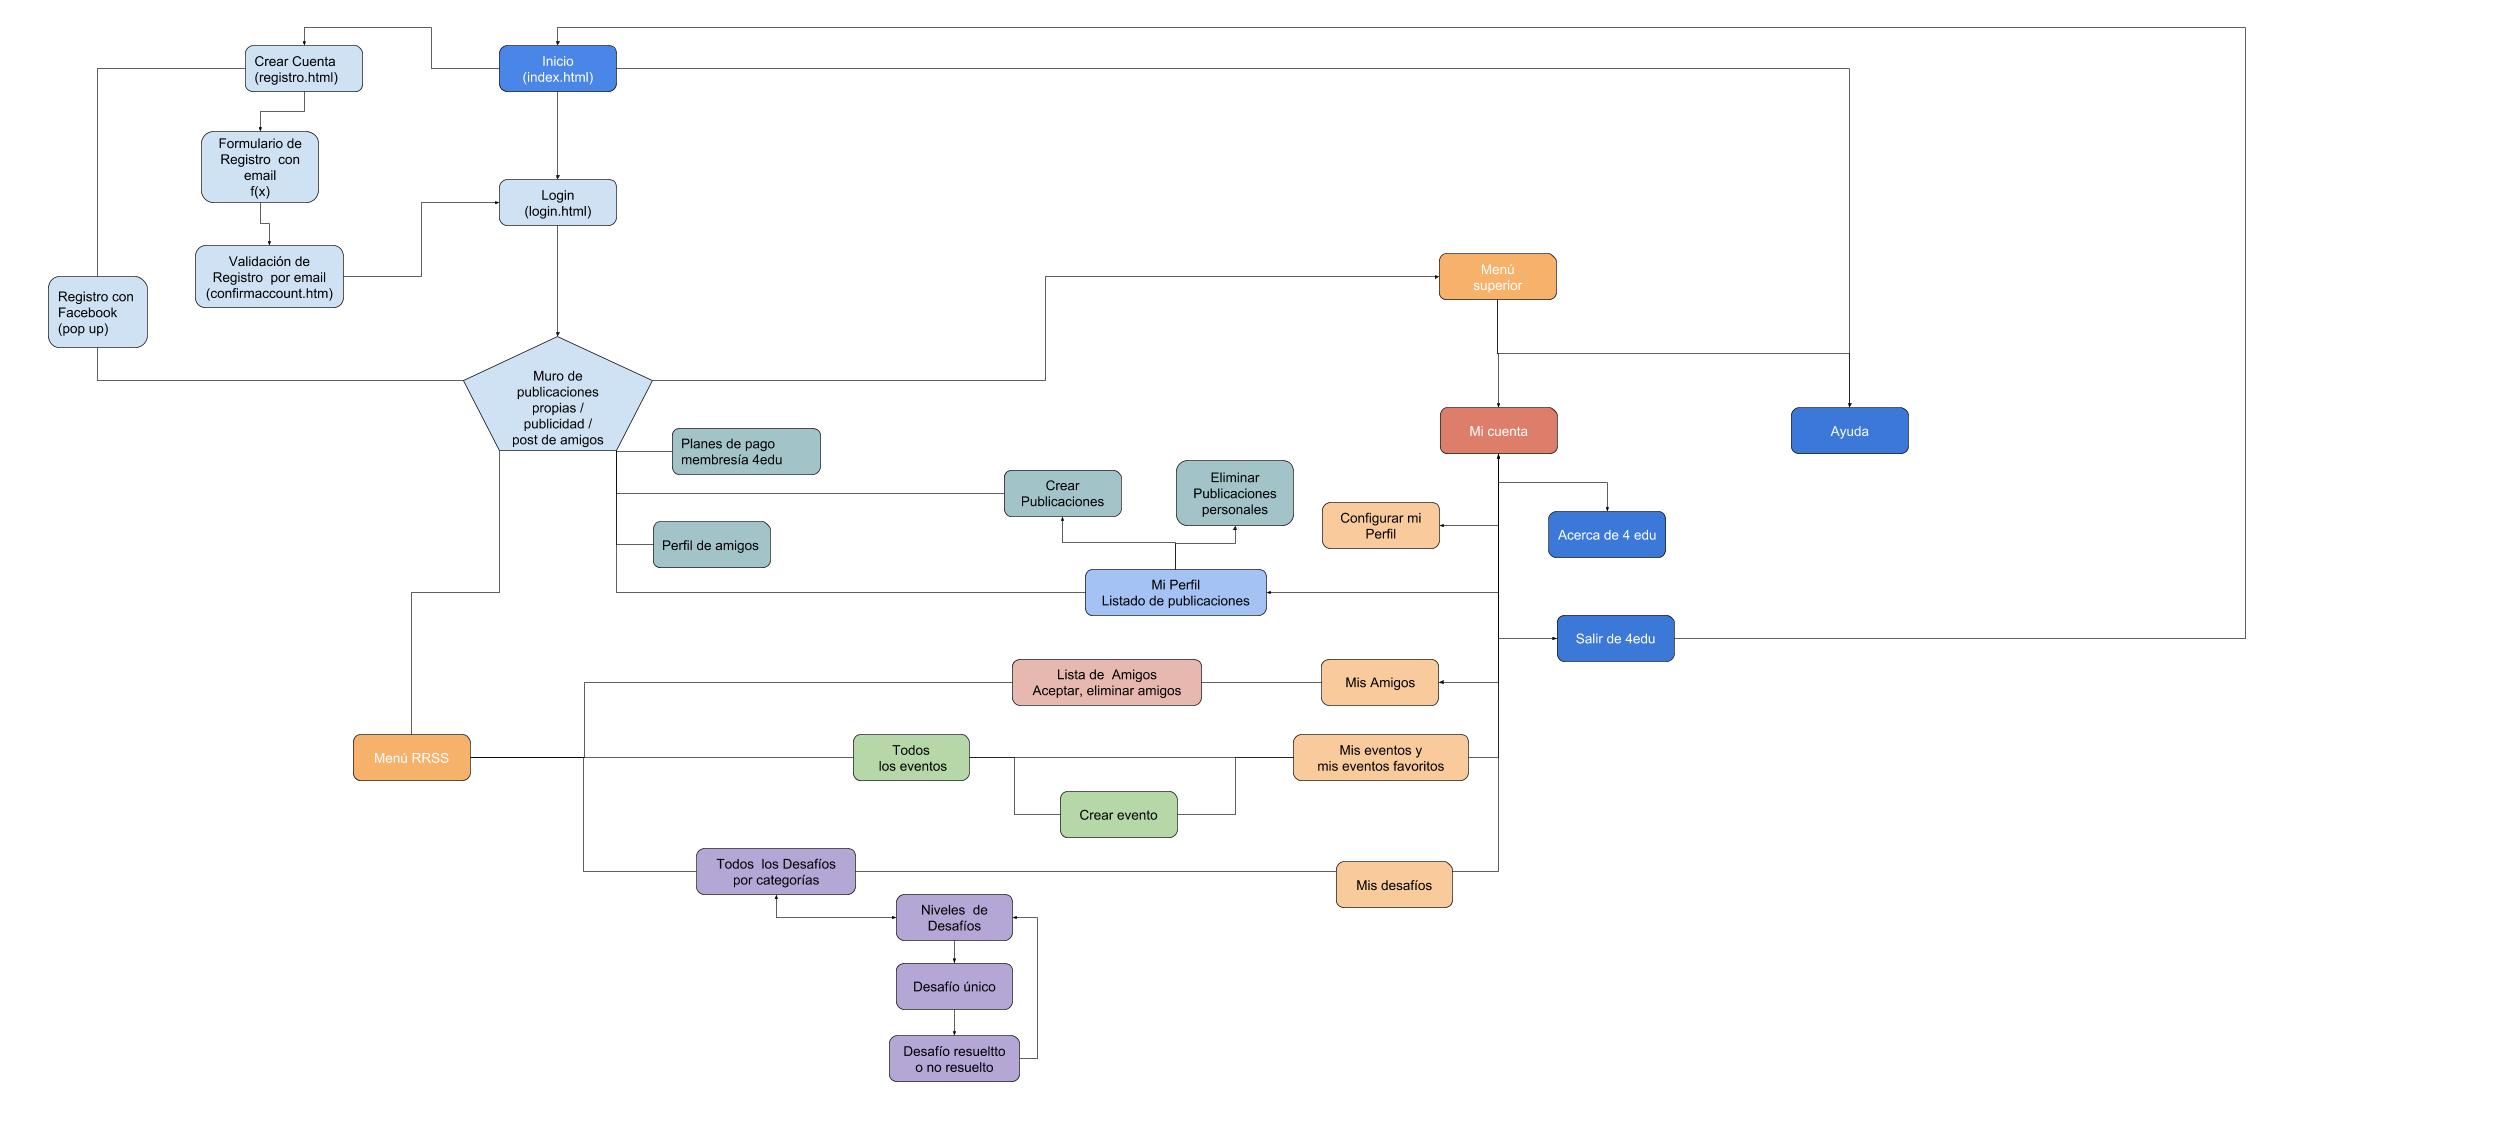 Crear Cuenta
(registro.html)
Inicio
(index.html)
Formulario de
Registro  con
email
f(x)
Login
(login.html)
Validación de
Registro  por email
(confirmaccount.htm)
Registro con
Facebook
(pop up)
Menú
superior
Muro de
publicaciones
propias /
publicidad /
post de amigos
Planes de pago
membresía 4edu
Mi cuenta
Ayuda
Crear
Publicaciones
Eliminar
Publicaciones
personales
Configurar mi
Perfil
Acerca de 4 edu
Perfil de amigos
Mi Perfil
Listado de publicaciones
Salir de 4edu
Lista de  Amigos
Aceptar, eliminar amigos
Mis Amigos
Menú RRSS
Todos
los eventos
Mis eventos y
mis eventos favoritos
Crear evento
Todos  los Desafíos
por categorías
Mis desafíos
Niveles  de
Desafíos
Desafío único
Desafío resueltto
o no resuelto